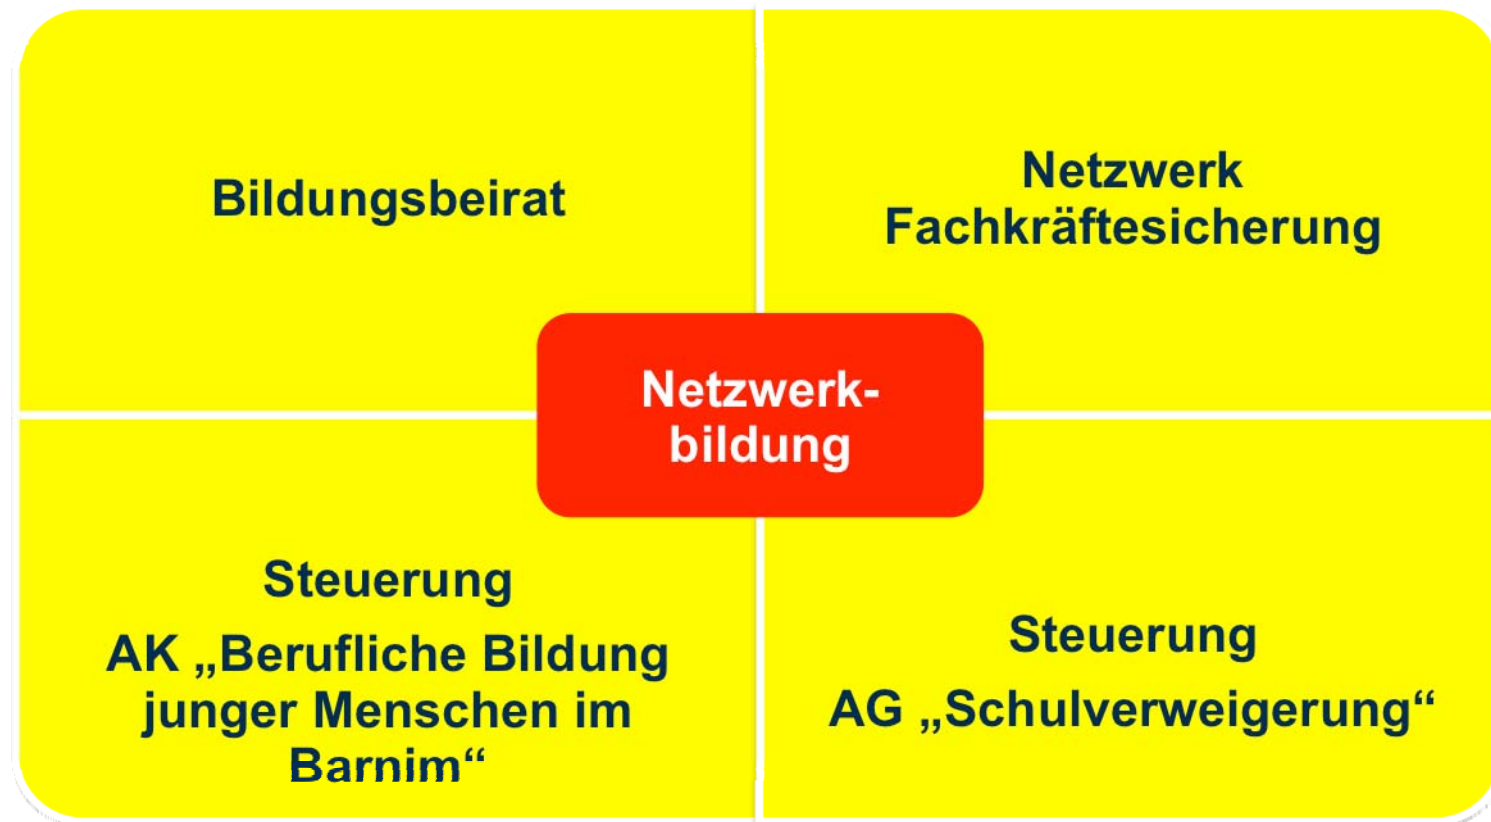 Bildungsbeirat
Netzwerk
Fachkräftesicherung
Netzwerk-
bildung
Steuerung
AK „Berufliche Bildung
junger Menschen im
Barnim“
Steuerung
AG „Schulverweigerung“